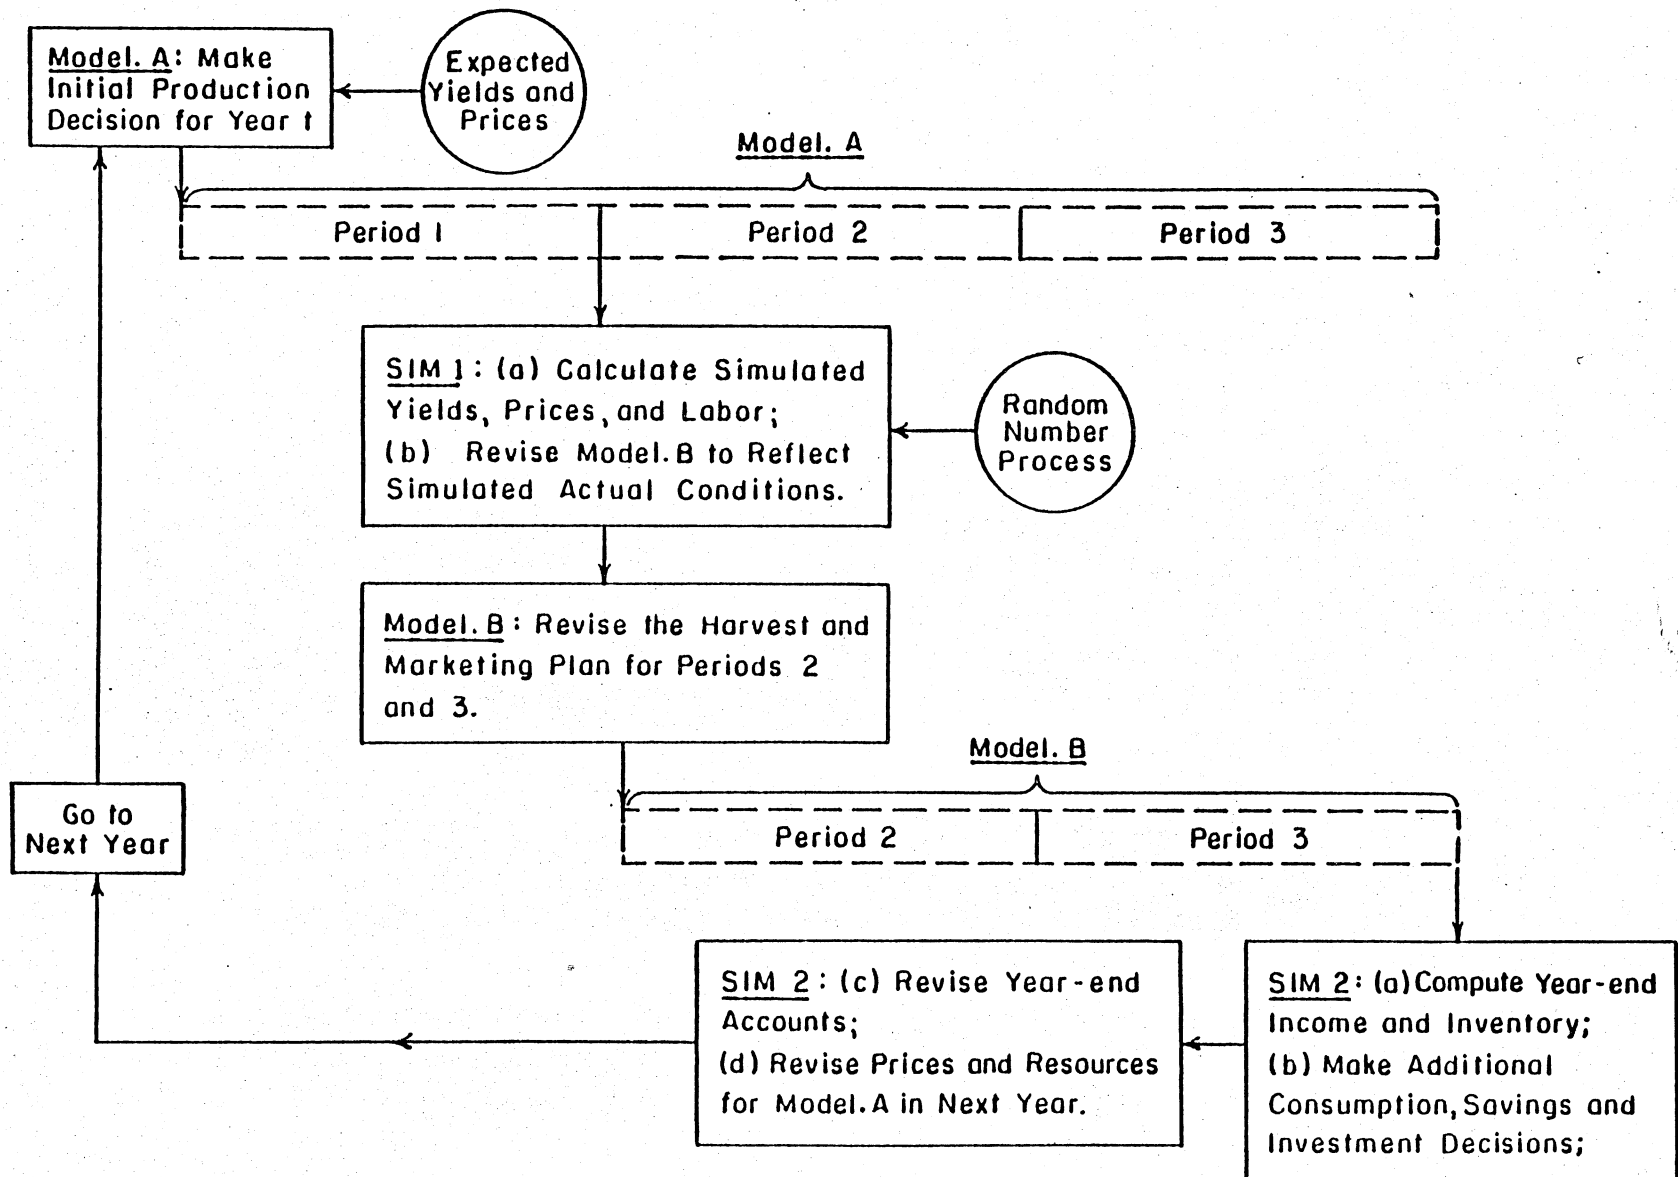 Model. A: Make
Initial Production
Decision for Year t
Expected
Yields and
Prices
Model. A
Period 1
Period 2
Period 3
SIM 1: (a) Calculate Simulated
Yields, Prices, and Labor;
(b) Revise Model. B to Reflect
Simulated Actual Conditions.
Random
Number
Process
Model. B: Revise the Harvest and
Marketing Plan for Periods 2
and 3.
Model. B
Period 2
Period 3
Go to
Next Year
SIM 2: (c) Revise Year-end
Accounts;
(d) Revise Prices and Resources
for Model. A in Next Year.
SIM 2: (a) Compute Year-end
Income and Inventory;
(b) Make Additional
Consumption, Savings and
Investment Decisions;